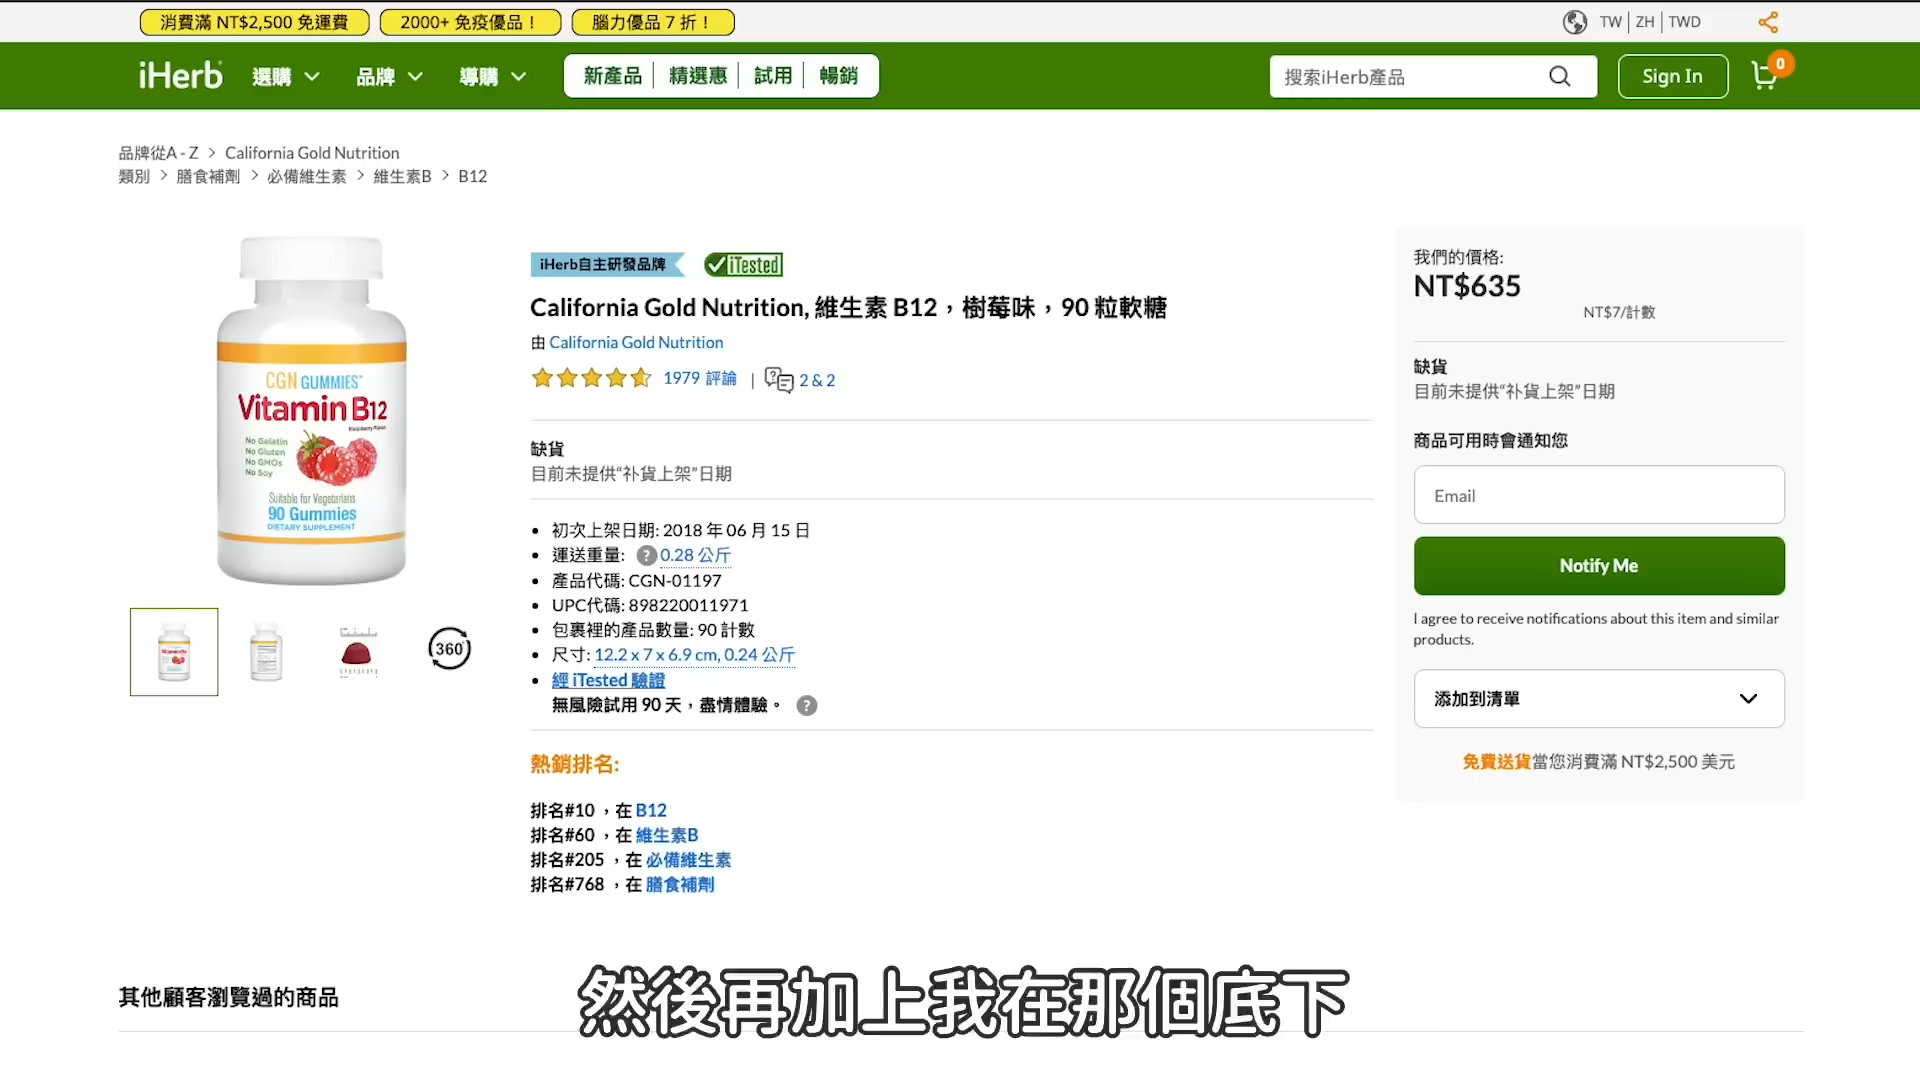 消費滿 NT$2,500 免運費
2000+ 免疫優品！
腦力優品 7 折！
TW | ZH | TWD
iHerb
選購
品牌
導購
新產品 | 精選惠 | 試用 | 暢銷
搜索iHerb產品
Sign In
0
品牌從A - Z > California Gold Nutrition
類別 > 膳食補劑 > 必備維生素 > 維生素B > B12
CGN GUMMIES™
Vitamin B12
Raspberry Flavor
No Gelatin
No Gluten
No GMOs
No Soy
Suitable for Vegetarians
90 Gummies
DIETARY SUPPLEMENT
360°
iHerb自主研發品牌
iTested
California Gold Nutrition, 維生素 B12，樹莓味，90 粒軟糖
由 California Gold Nutrition
1979 評論 | 2 & 2
缺貨
目前未提供“补貨上架”日期
初次上架日期: 2018 年 06 月 15 日
運送重量: ? 0.28 公斤
產品代碼: CGN-01197
UPC代碼: 898220011971
包裹裡的產品數量: 90 計數
尺寸: 12.2 x 7 x 6.9 cm, 0.24 公斤
經 iTested 驗證
無風險試用 90 天，盡情體驗。 ?
熱銷排名:
排名#10 ，在 B12
排名#60 ，在 維生素B
排名#205 ，在 必備維生素
排名#768 ，在 膳食補劑
我們的價格:
NT$635
NT$7/計數
缺貨
目前未提供“补貨上架”日期
商品可用時會通知您
Email
Notify Me
I agree to receive notifications about this item and similar
products.
添加到清單
免費送貨當您消費滿 NT$2,500 美元
其他顧客瀏覽過的商品
然後再加上我在那個底下